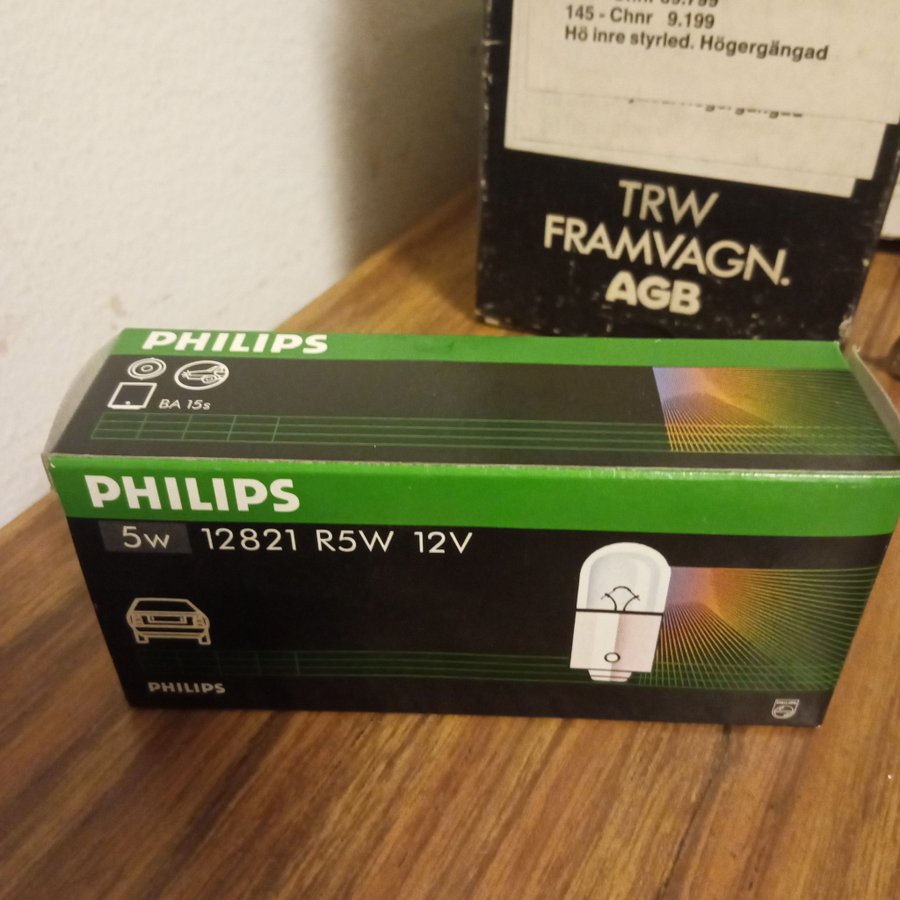 145 - Chnr 9.199
Hö inre styrled. Högergängad
TRW
FRAMVAGN.
AGB
PHILIPS
BA 15s
PHILIPS
5w 12821 R5W 12V
PHILIPS
PHILIPS